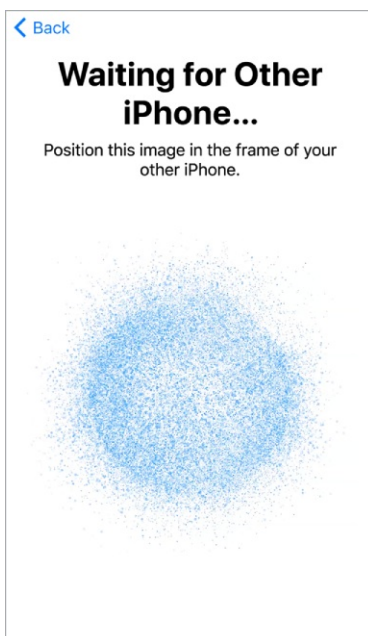 Back
Waiting for Other
iPhone...
Position this image in the frame of your
other iPhone.